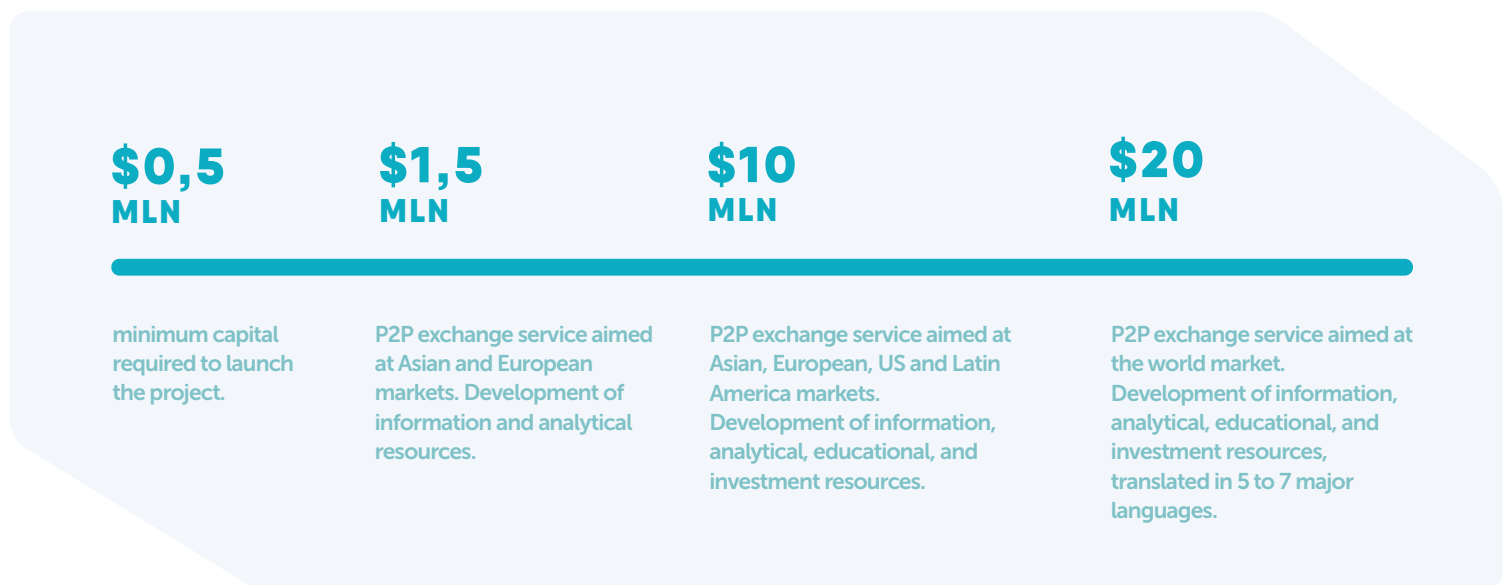 $0,5
MLN
minimum capital
required to launch
the project.
$1,5
MLN
P2P exchange service aimed
at Asian and European
markets. Development of
information and analytical
resources.
$10
MLN
P2P exchange service aimed at
Asian, European, US and Latin
America markets.
Development of information,
analytical, educational, and
investment resources.
$20
MLN
P2P exchange service aimed at
the world market.
Development of information,
analytical, educational, and
investment resources,
translated in 5 to 7 major
languages.